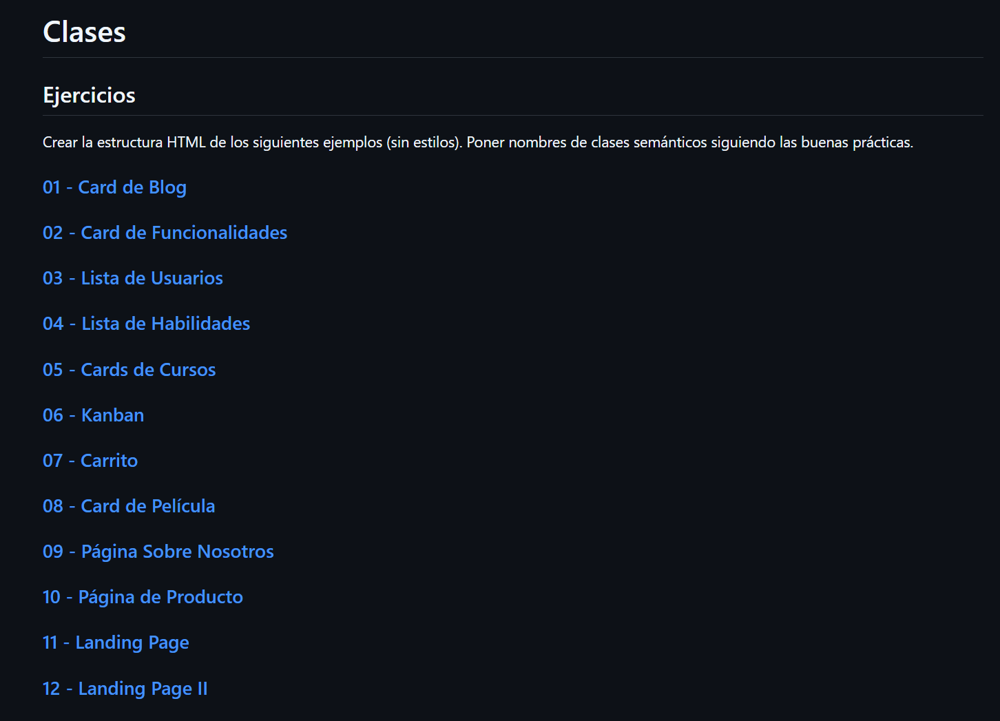 Clases
Ejercicios
Crear la estructura HTML de los siguientes ejemplos (sin estilos). Poner nombres de clases semánticos siguiendo las buenas prácticas.
01 - Card de Blog
02 - Card de Funcionalidades
03 - Lista de Usuarios
04 - Lista de Habilidades
05 - Cards de Cursos
06 - Kanban
07 - Carrito
08 - Card de Película
09 - Página Sobre Nosotros
10 - Página de Producto
11 - Landing Page
12 - Landing Page II